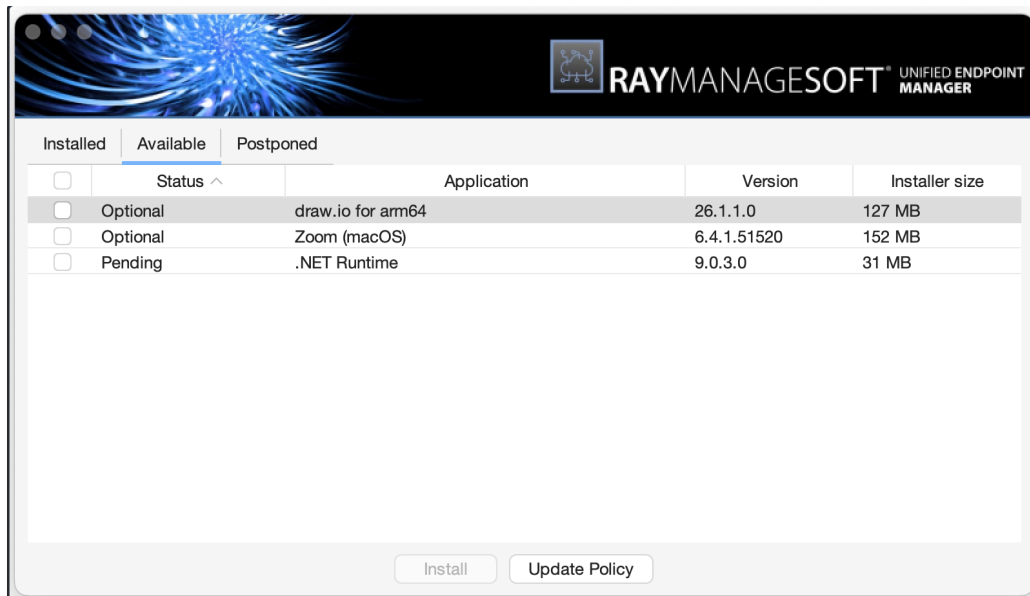 RAYMANAGESOFT® UNIFIED ENDPOINT MANAGER
Installed Available Postponed
Status Application Version Installer size
Optional draw.io for arm64 26.1.1.0 127 MB
Optional Zoom (macOS) 6.4.1.51520 152 MB
Pending .NET Runtime 9.0.3.0 31 MB
Install Update Policy